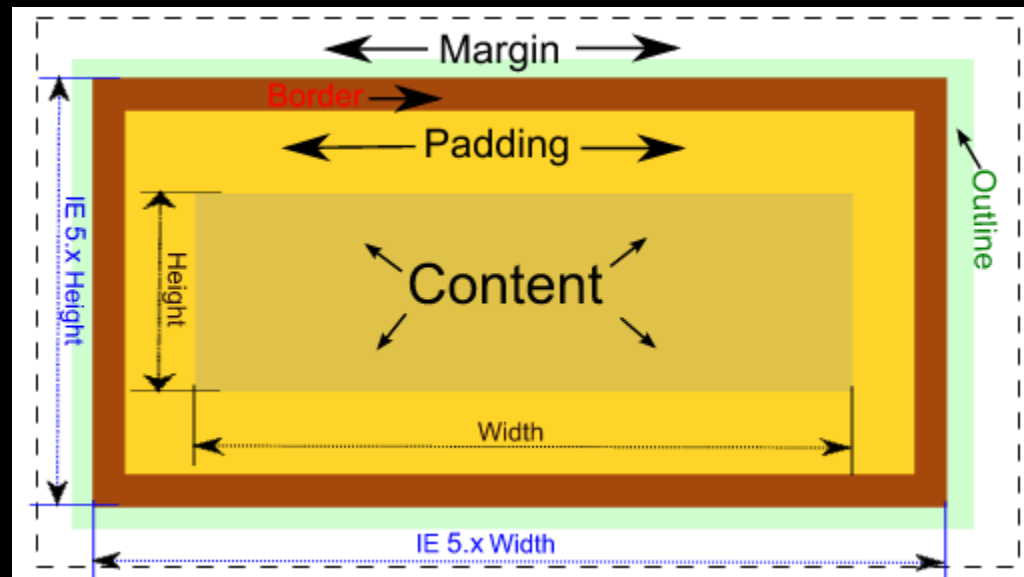 Margin
Border
Padding
Outline
IE 5.x Height
Height
Content
Width
IE 5.x Width